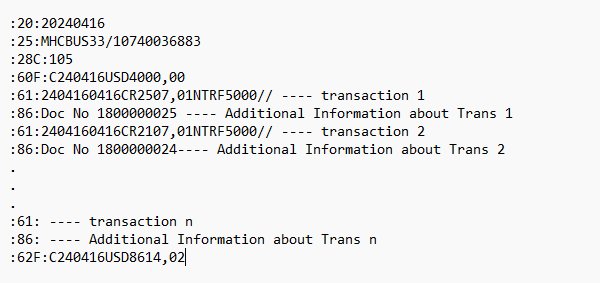 :20:20240416
:25:MHCBUS33/10740036883
:28C:105
:60F:C240416USD4000,00
:61:2404160416CR2507,01NTRF5000// ---- transaction 1
:86:Doc No 1800000025 ---- Additional Information about Trans 1
:61:2404160416CR2107,01NTRF5000// ---- transaction 2
:86:Doc No 1800000024---- Additional Information about Trans 2
.
.
.
:61: ---- transaction n
:86: ---- Additional Information about Trans n
:62F:C240416USD8614,02